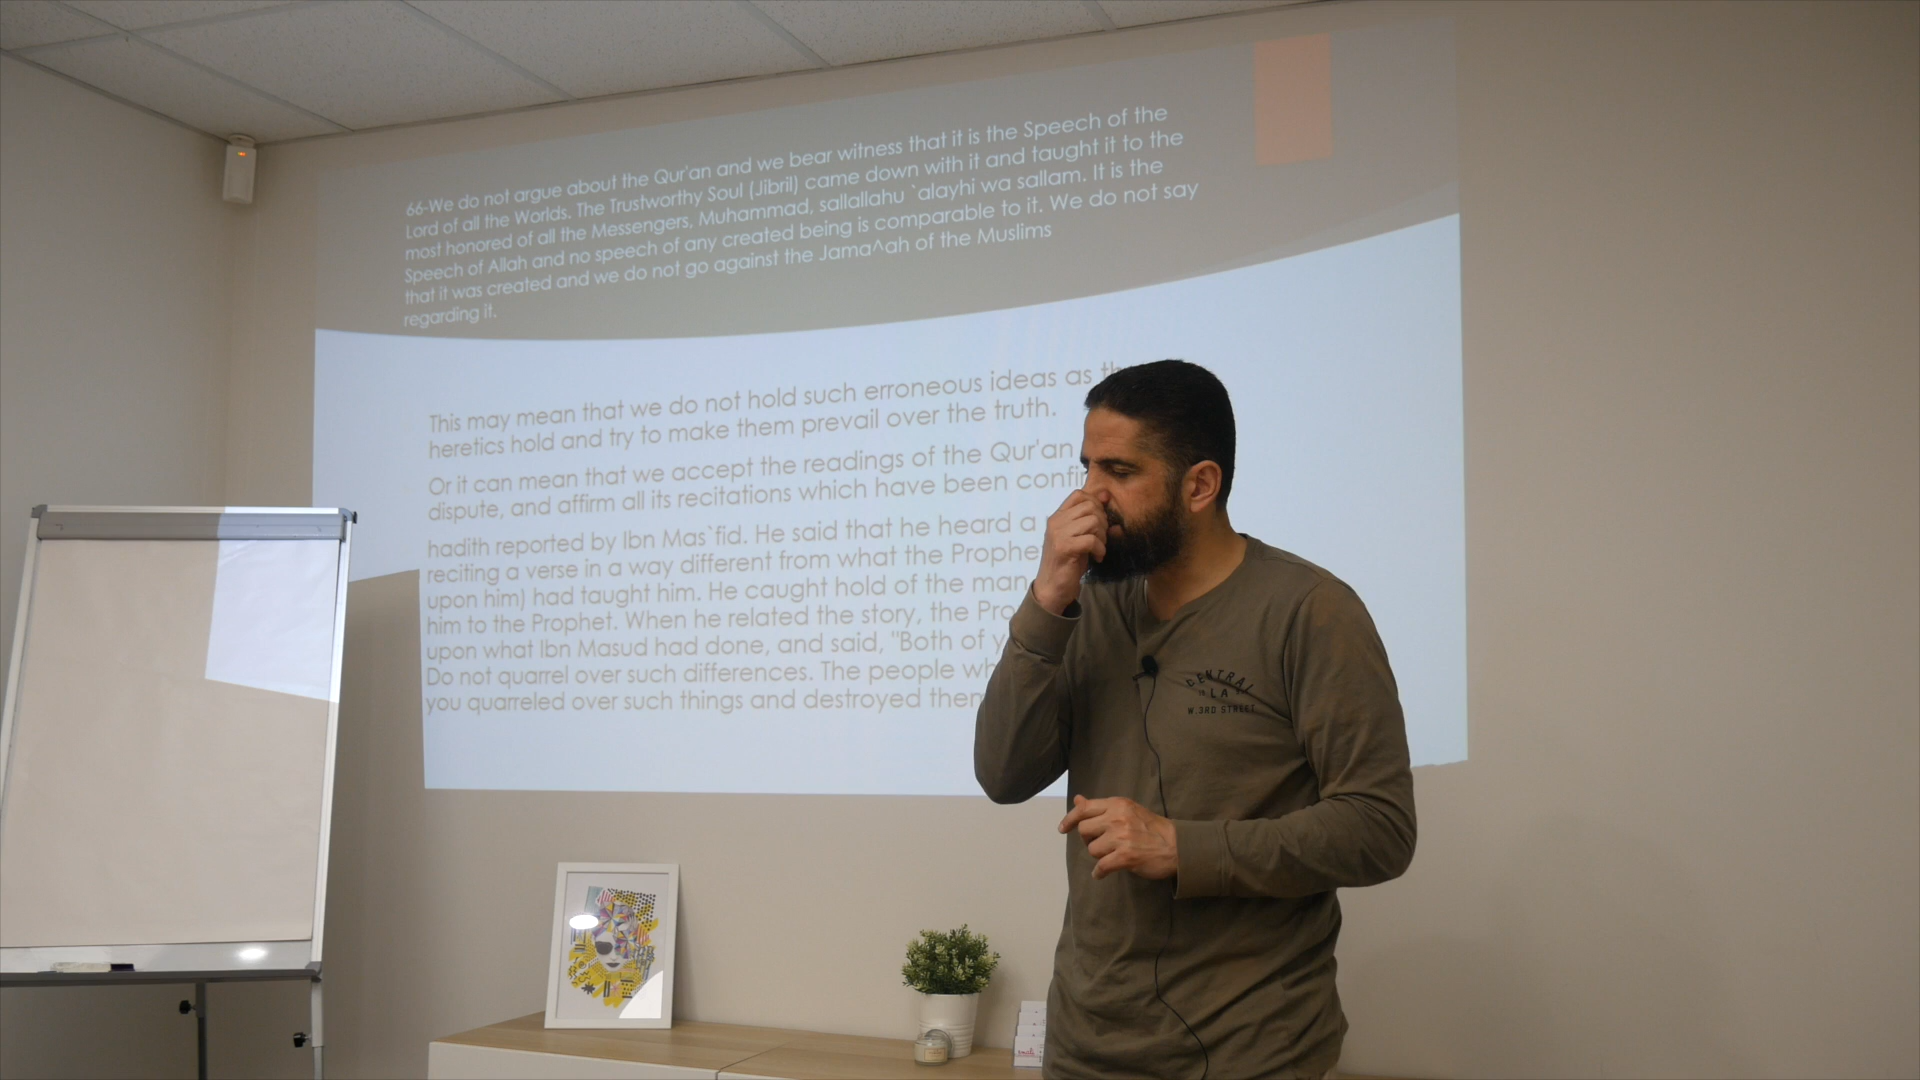 66-We do not argue about the Qur'an and we bear witness that it is the Speech of the
Lord of all the Worlds. The Trustworthy Soul (Jibril) came down with it and taught it to the
most honored of all the Messengers, Muhammad, sallallahu `alayhi wa sallam. It is the
Speech of Allah and no speech of any created being is comparable to it. We do not say
that it was created and we do not go against the Jama^ah of the Muslims
regarding it.
This may mean that we do not hold such erroneous ideas as
heretics hold and try to make them prevail over the truth.
Or it can mean that we accept the readings of the Qur'an
dispute, and affirm all its recitations which have been
hadith reported by Ibn Mas`fid. He said that he heard a
reciting a verse in a way different from what the
upon him) had taught him. He caught hold of the man
him to the Prophet. When he related the story, the
upon what Ibn Masud had done, and said, "Both of
Do not quarrel over such differences. The people
you quarreled over such things and destroyed
CENTRAL
LA
W.3RD STREET